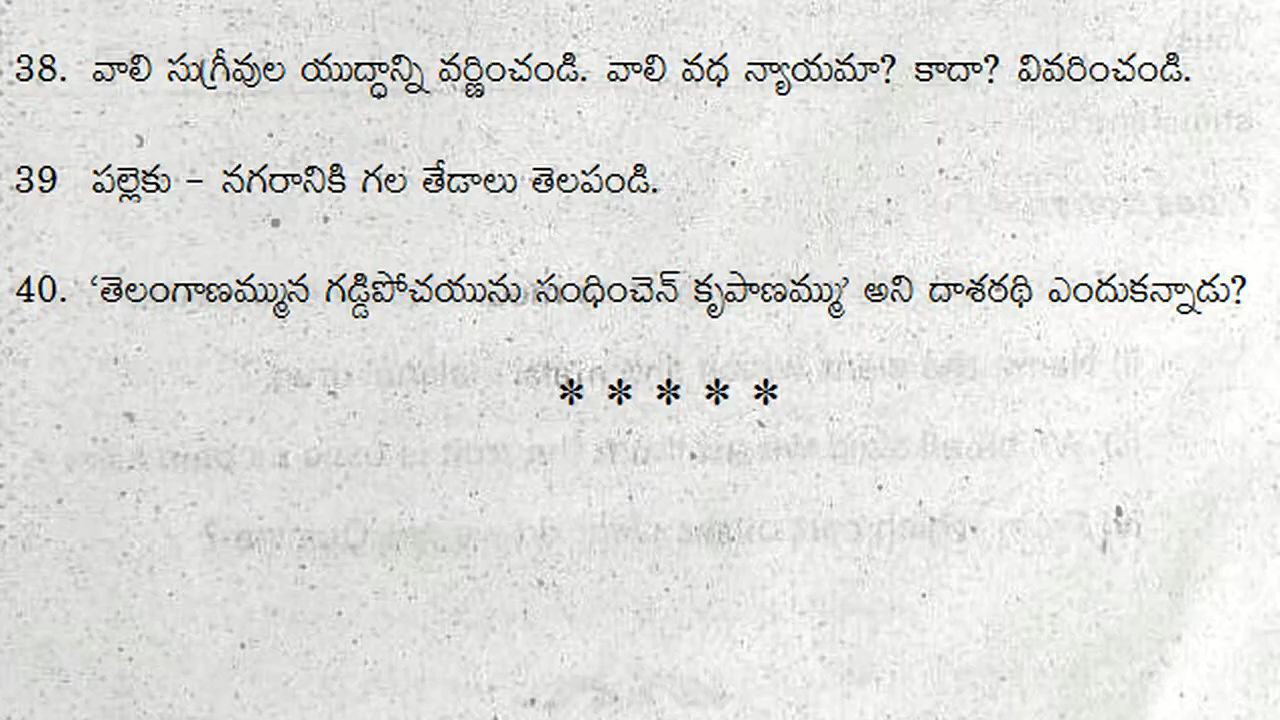 38. వాలి సుగ్రీవుల యుద్ధాన్ని వర్ణించండి. వాలి వధ న్యాయమా? కాదా? వివరించండి.
39 పల్లెకు – నగరానికి గల తేడాలు తెలపండి.
40. ‘తెలంగాణమ్మున గడ్డిపోచయును సంధించెన్ కృపాణమ్ము’ అని దాశరథి ఎందుకన్నాడు?
* * * * *